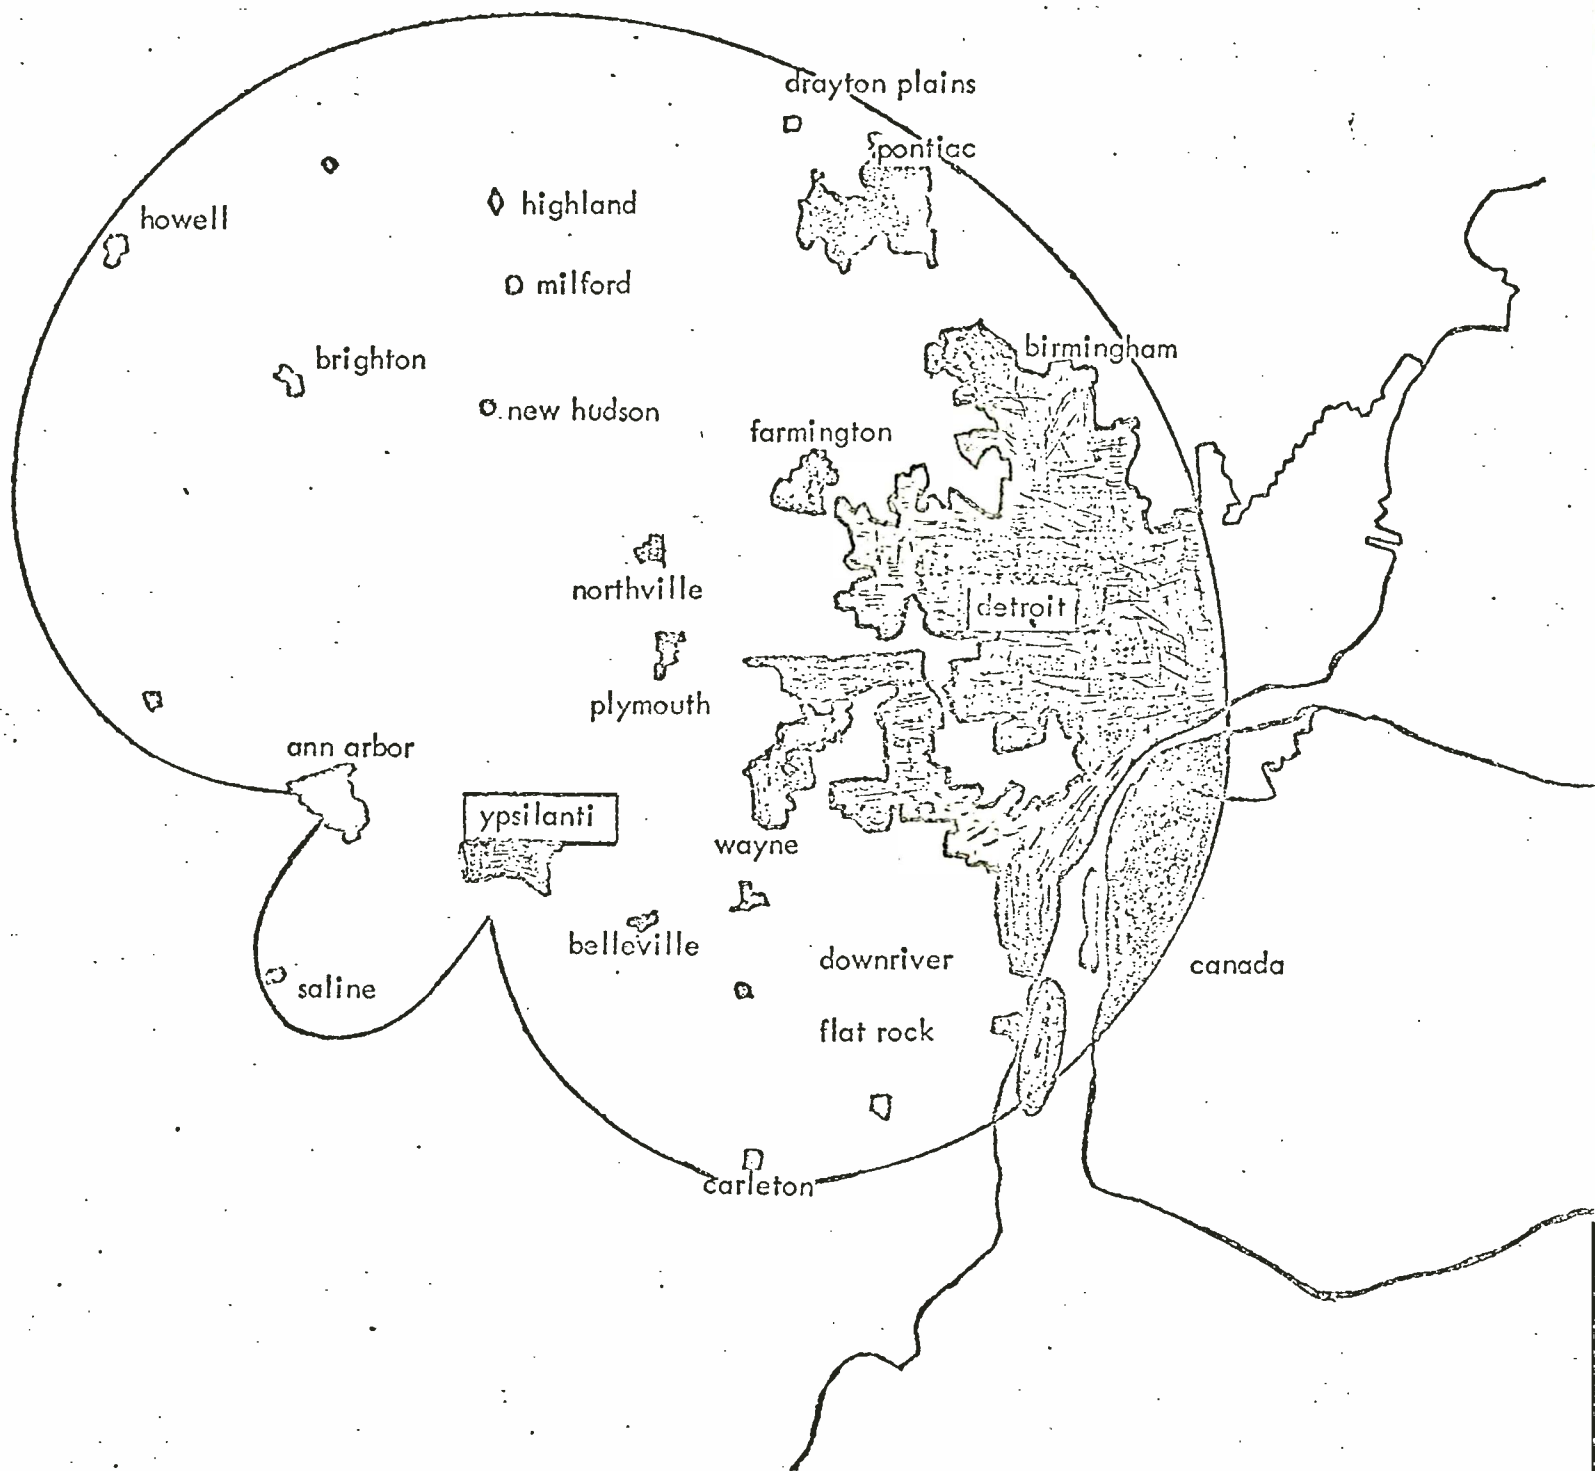 drayton plains
pontiac
highland
howell
milford
birmingham
brighton
new hudson
farmington
northville
detroit
plymouth
ann arbor
ypsilanti
wayne
belleville
downriver
canada
saline
flat rock
carleton